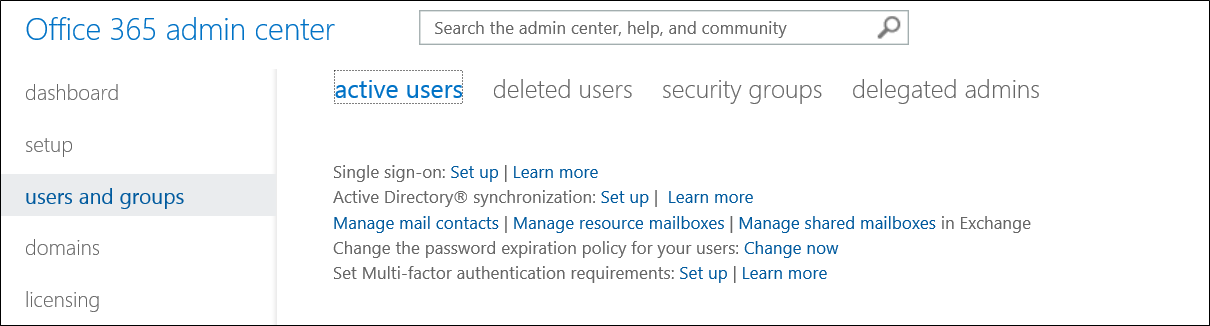 Office 365 admin center
Search the admin center, help, and community
dashboard
setup
users and groups
domains
licensing
active users deleted users security groups delegated admins
Single sign-on: Set up | Learn more
Active Directory® synchronization: Set up | Learn more
Manage mail contacts | Manage resource mailboxes | Manage shared mailboxes in Exchange
Change the password expiration policy for your users: Change now
Set Multi-factor authentication requirements: Set up | Learn more